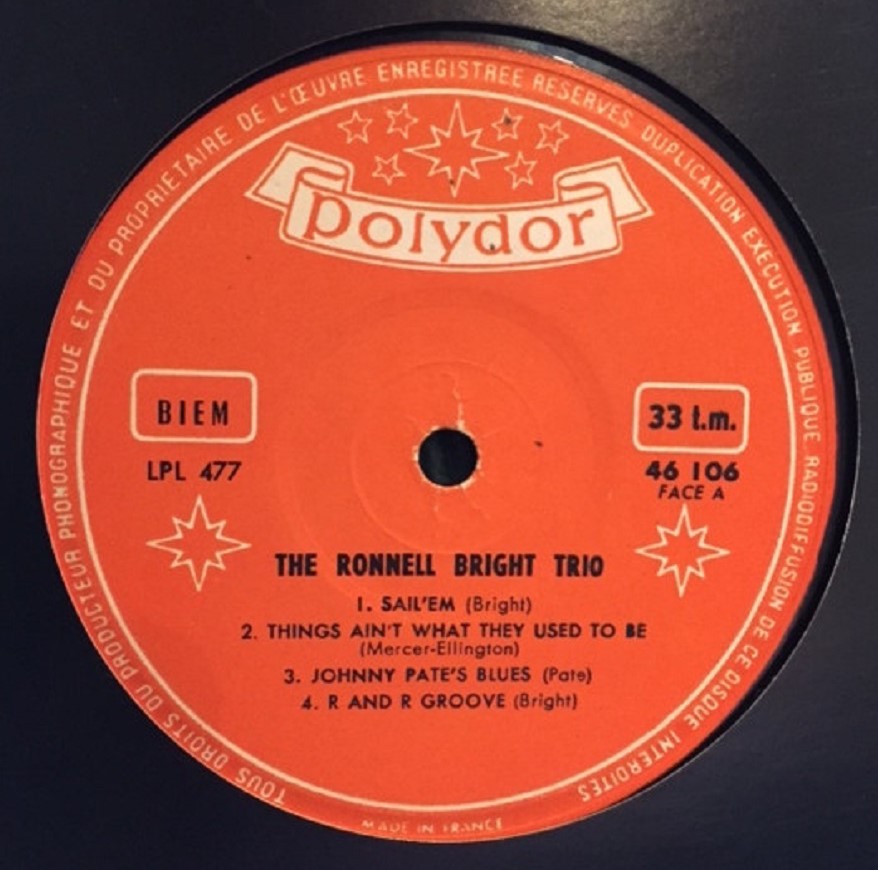 TOUS DROITS DU PRODUCTEUR PHONOGRAPHIQUE ET DU PROPRIETAIRE DE L'ŒUVRE ENREGISTREE RESERVES DUPLICATION EXECUTION PUBLIQUE RADIODIFFUSION DE CE DISQUE INTERDITES
polydor
BIEM
LPL 477
33 t.m.
46 106
FACE A
THE RONNELL BRIGHT TRIO
1. SAIL'EM (Bright)
2. THINGS AIN'T WHAT THEY USED TO BE
(Mercer-Ellington)
3. JOHNNY PATE'S BLUES (Pate)
4. R AND R GROOVE (Bright)
MADE IN FRANCE